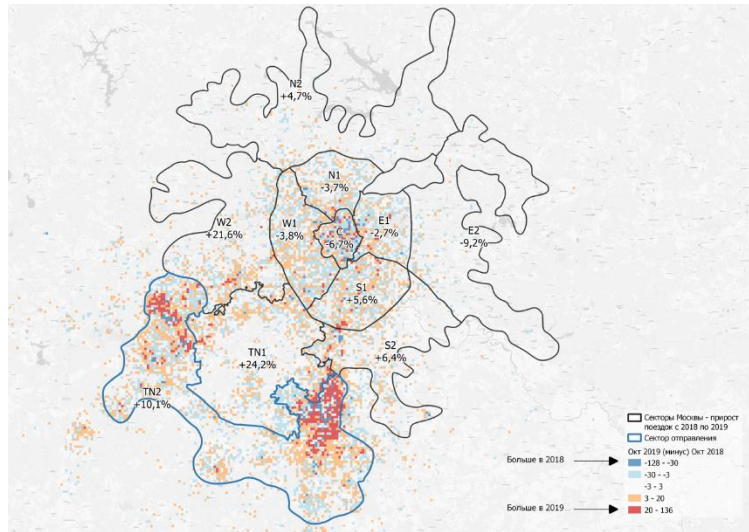 N2
+4,7%
N1
-3,7%
W2
+21,6%
W1
-3,8%
C
-6,7%
E1
-2,7%
E2
-9,2%
S1
+5,6%
S2
+6,4%
TN1
+24,2%
TN2
+10,1%
Секторы Москвы - прирост
поездок с 2018 по 2019
Сектор отправления
Окт 2019 (минус) Окт 2018
Больше в 2018
-128 - -30
-30 - -3
-3 - 3
3 - 20
Больше в 2019
20 - 136